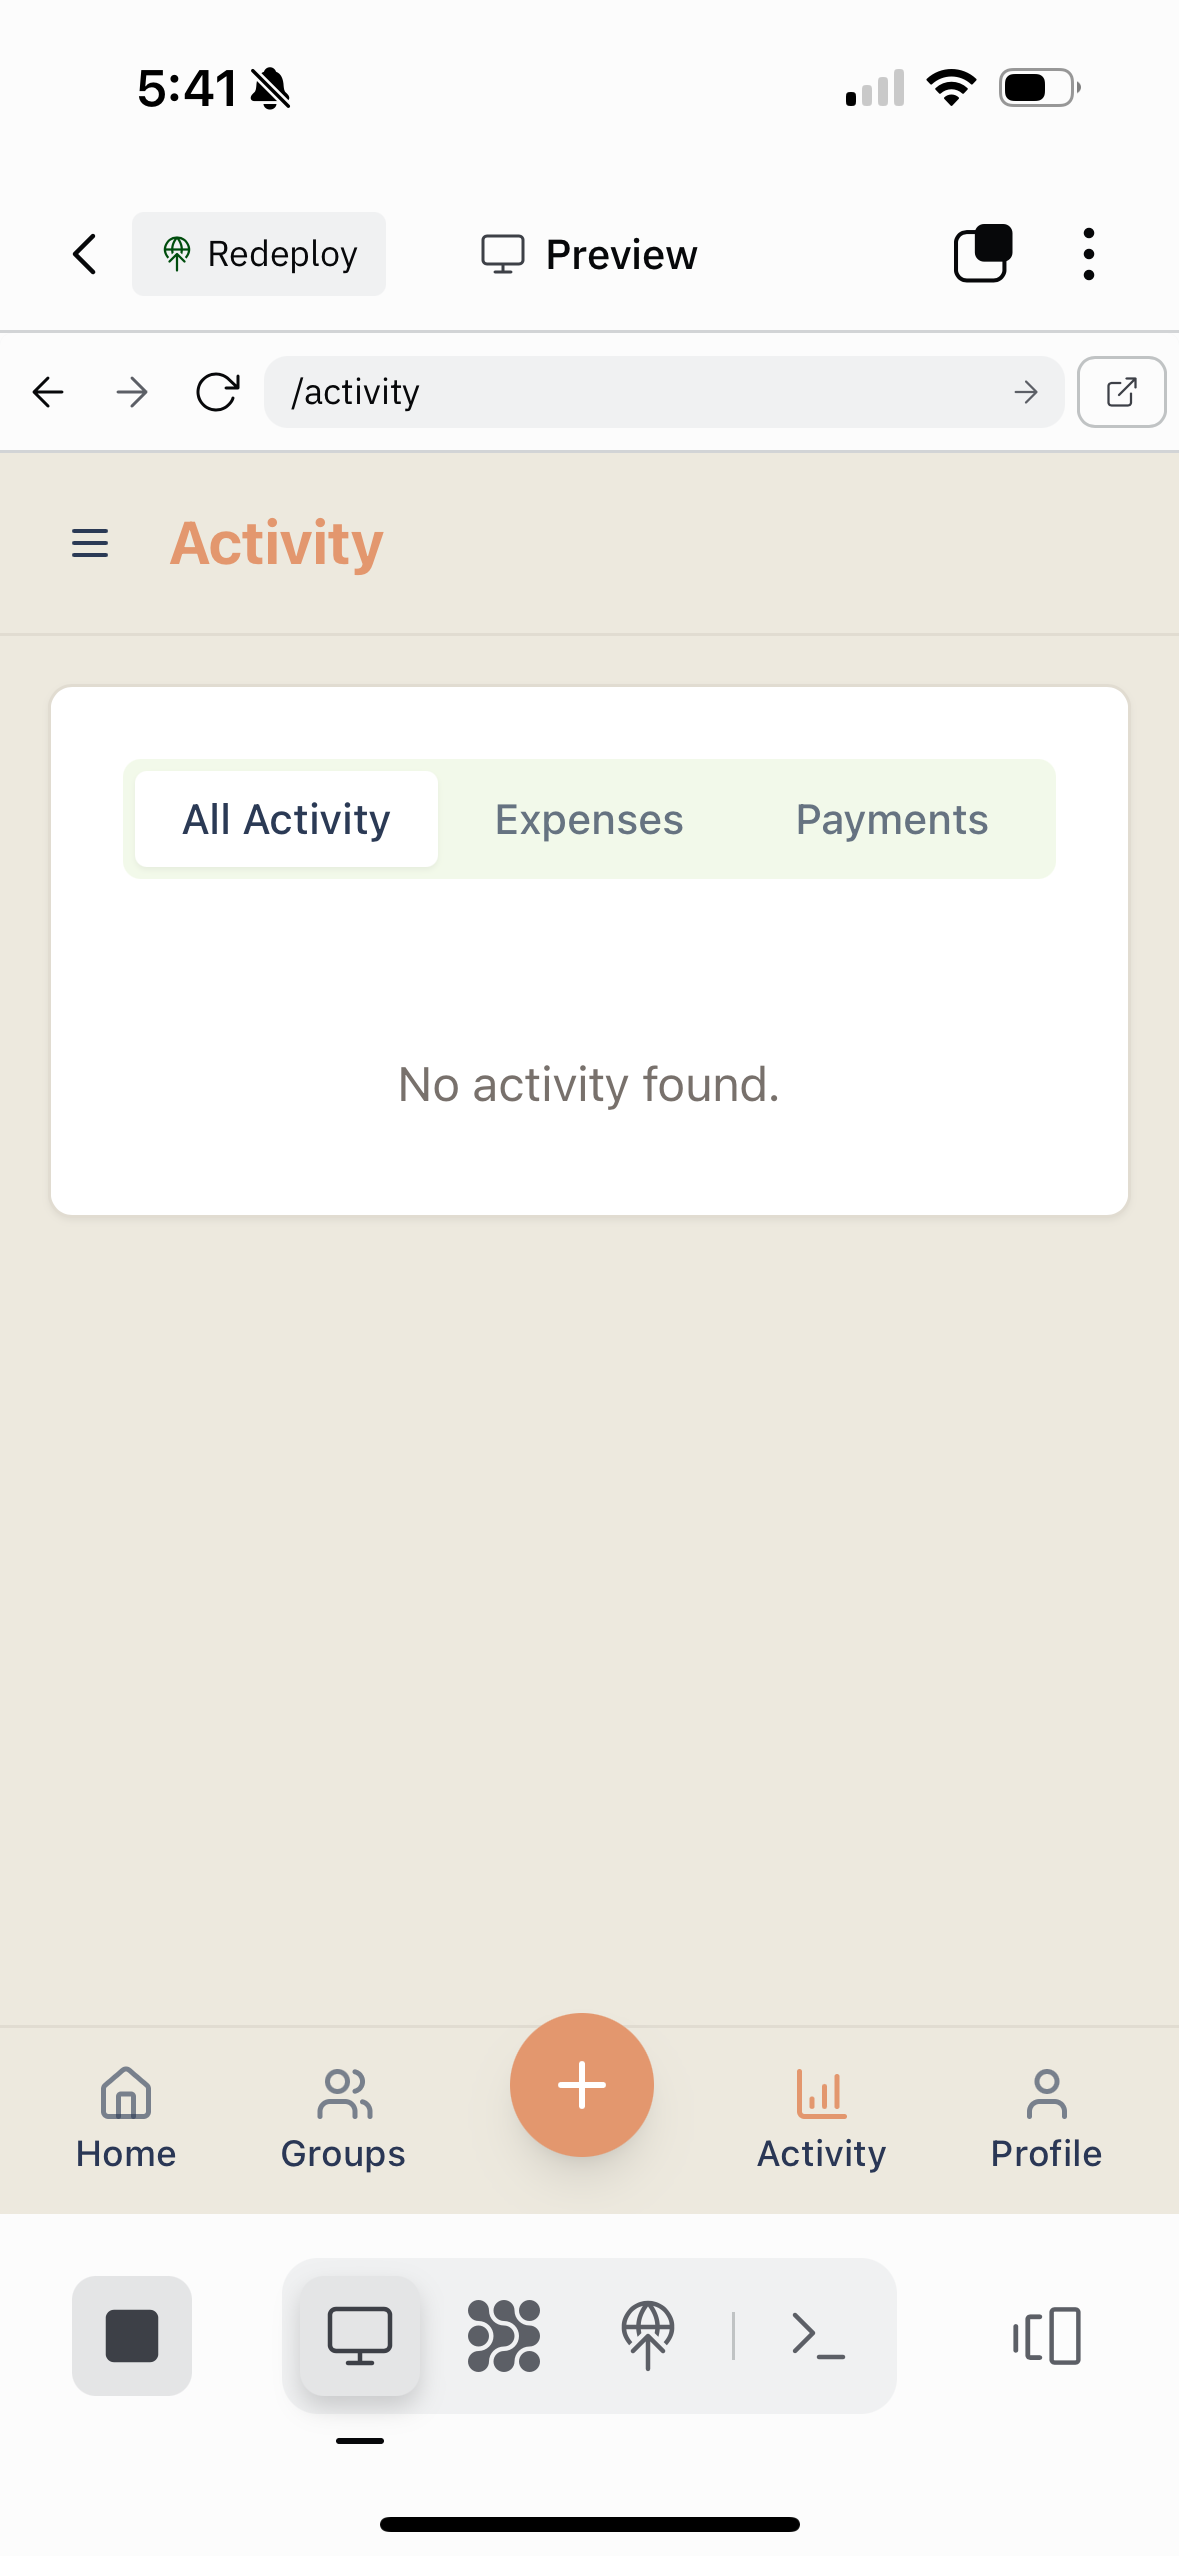 5:41
Redeploy
Preview
/activity
Activity
All Activity
Expenses
Payments
No activity found.
Home
Groups
Activity
Profile